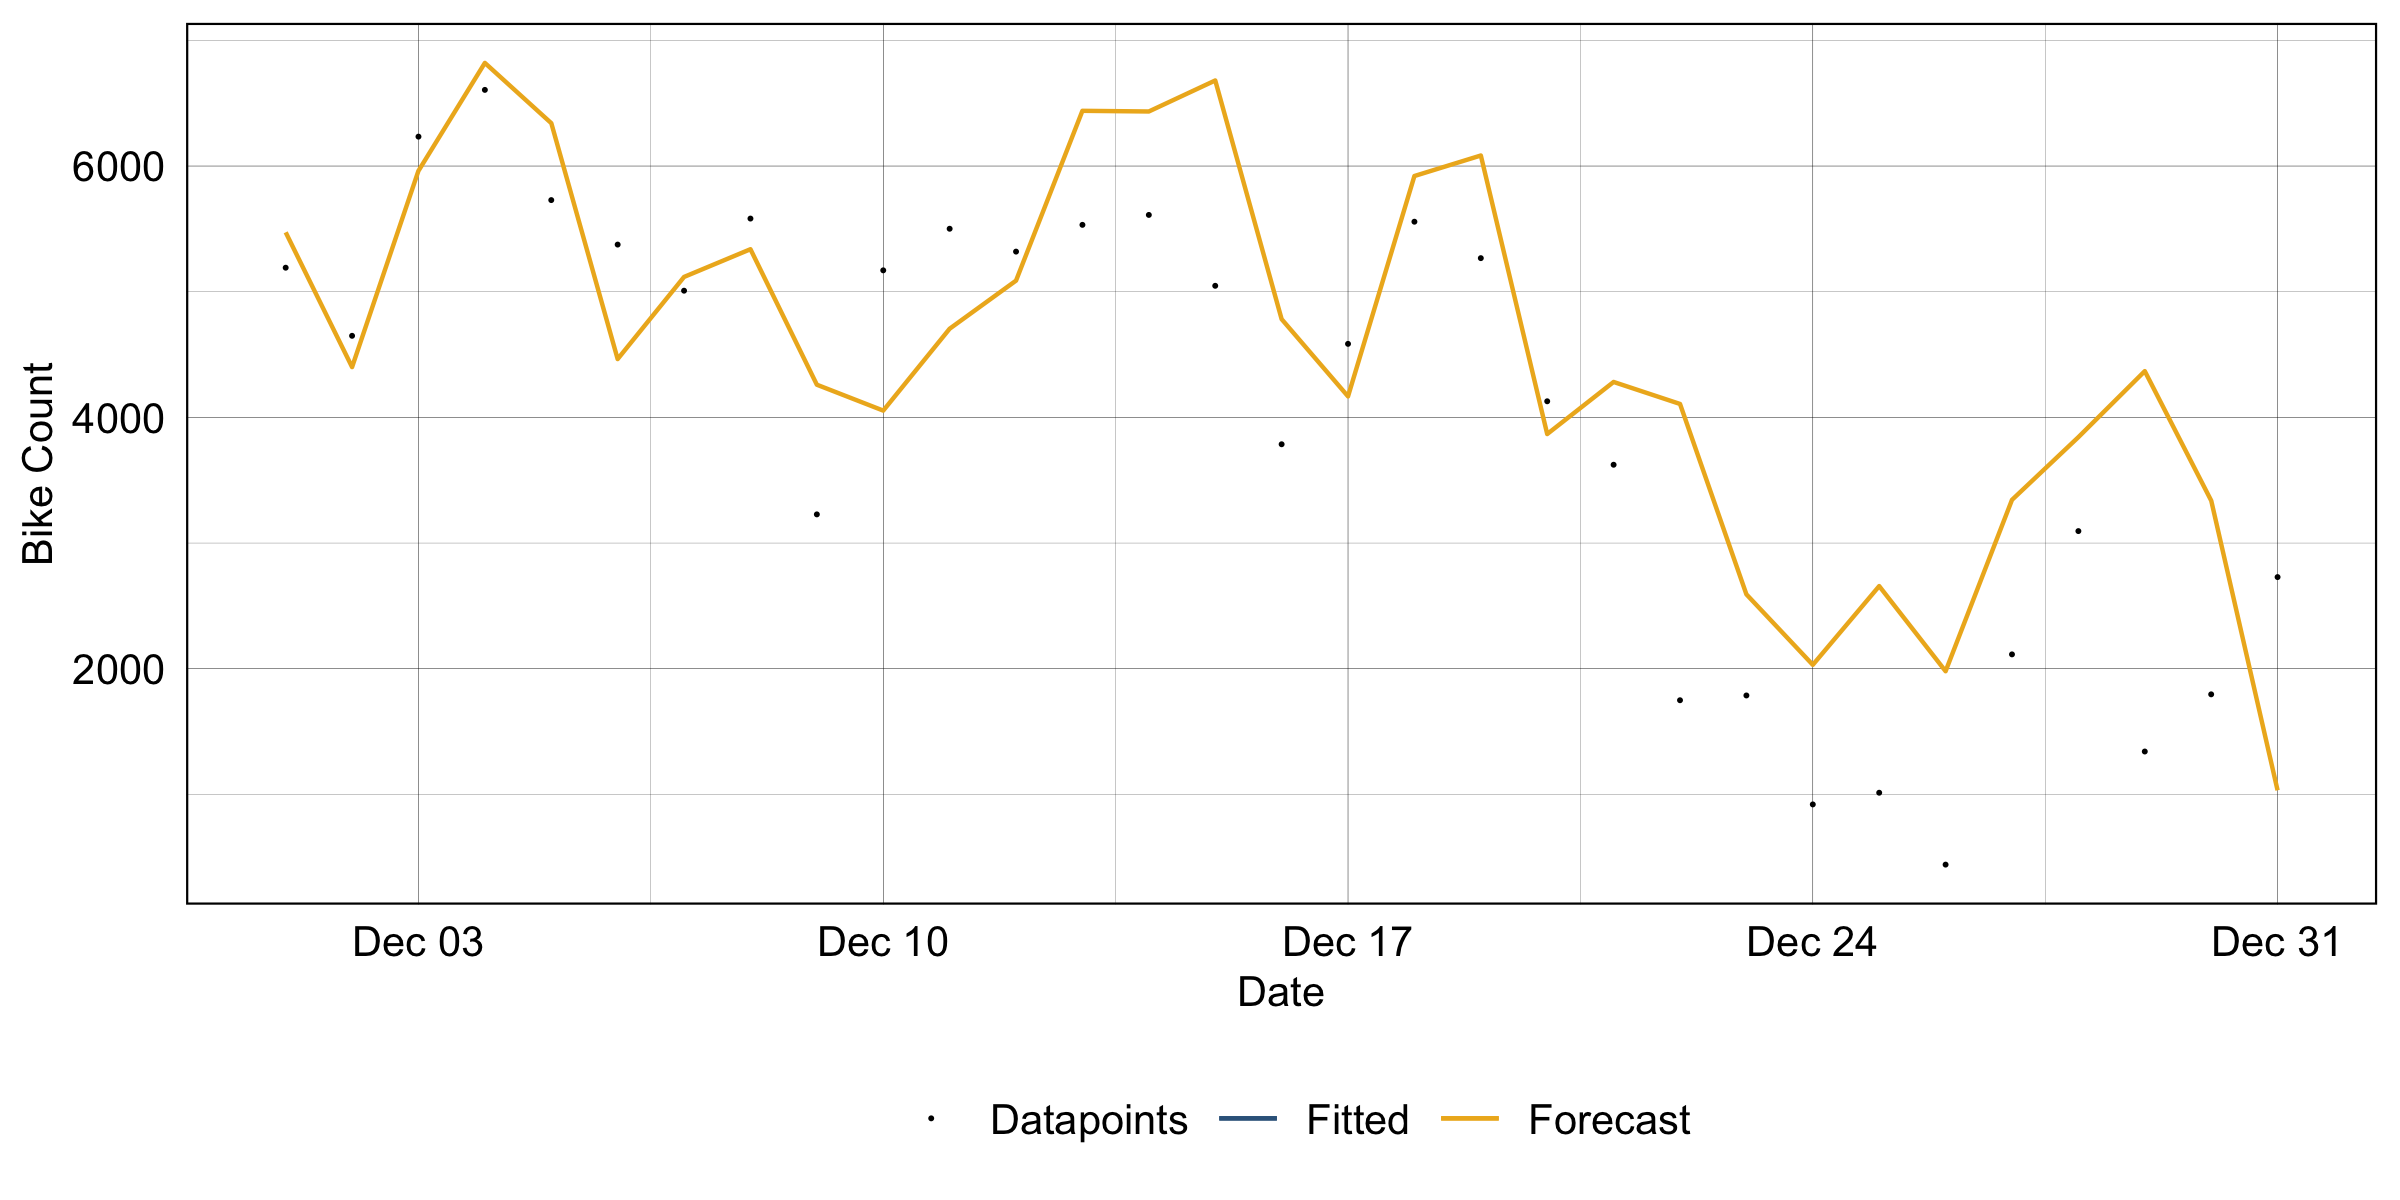 6000
4000
2000
Bike Count
Dec 03 Dec 10 Dec 17 Dec 24 Dec 31
Date
Datapoints Fitted Forecast